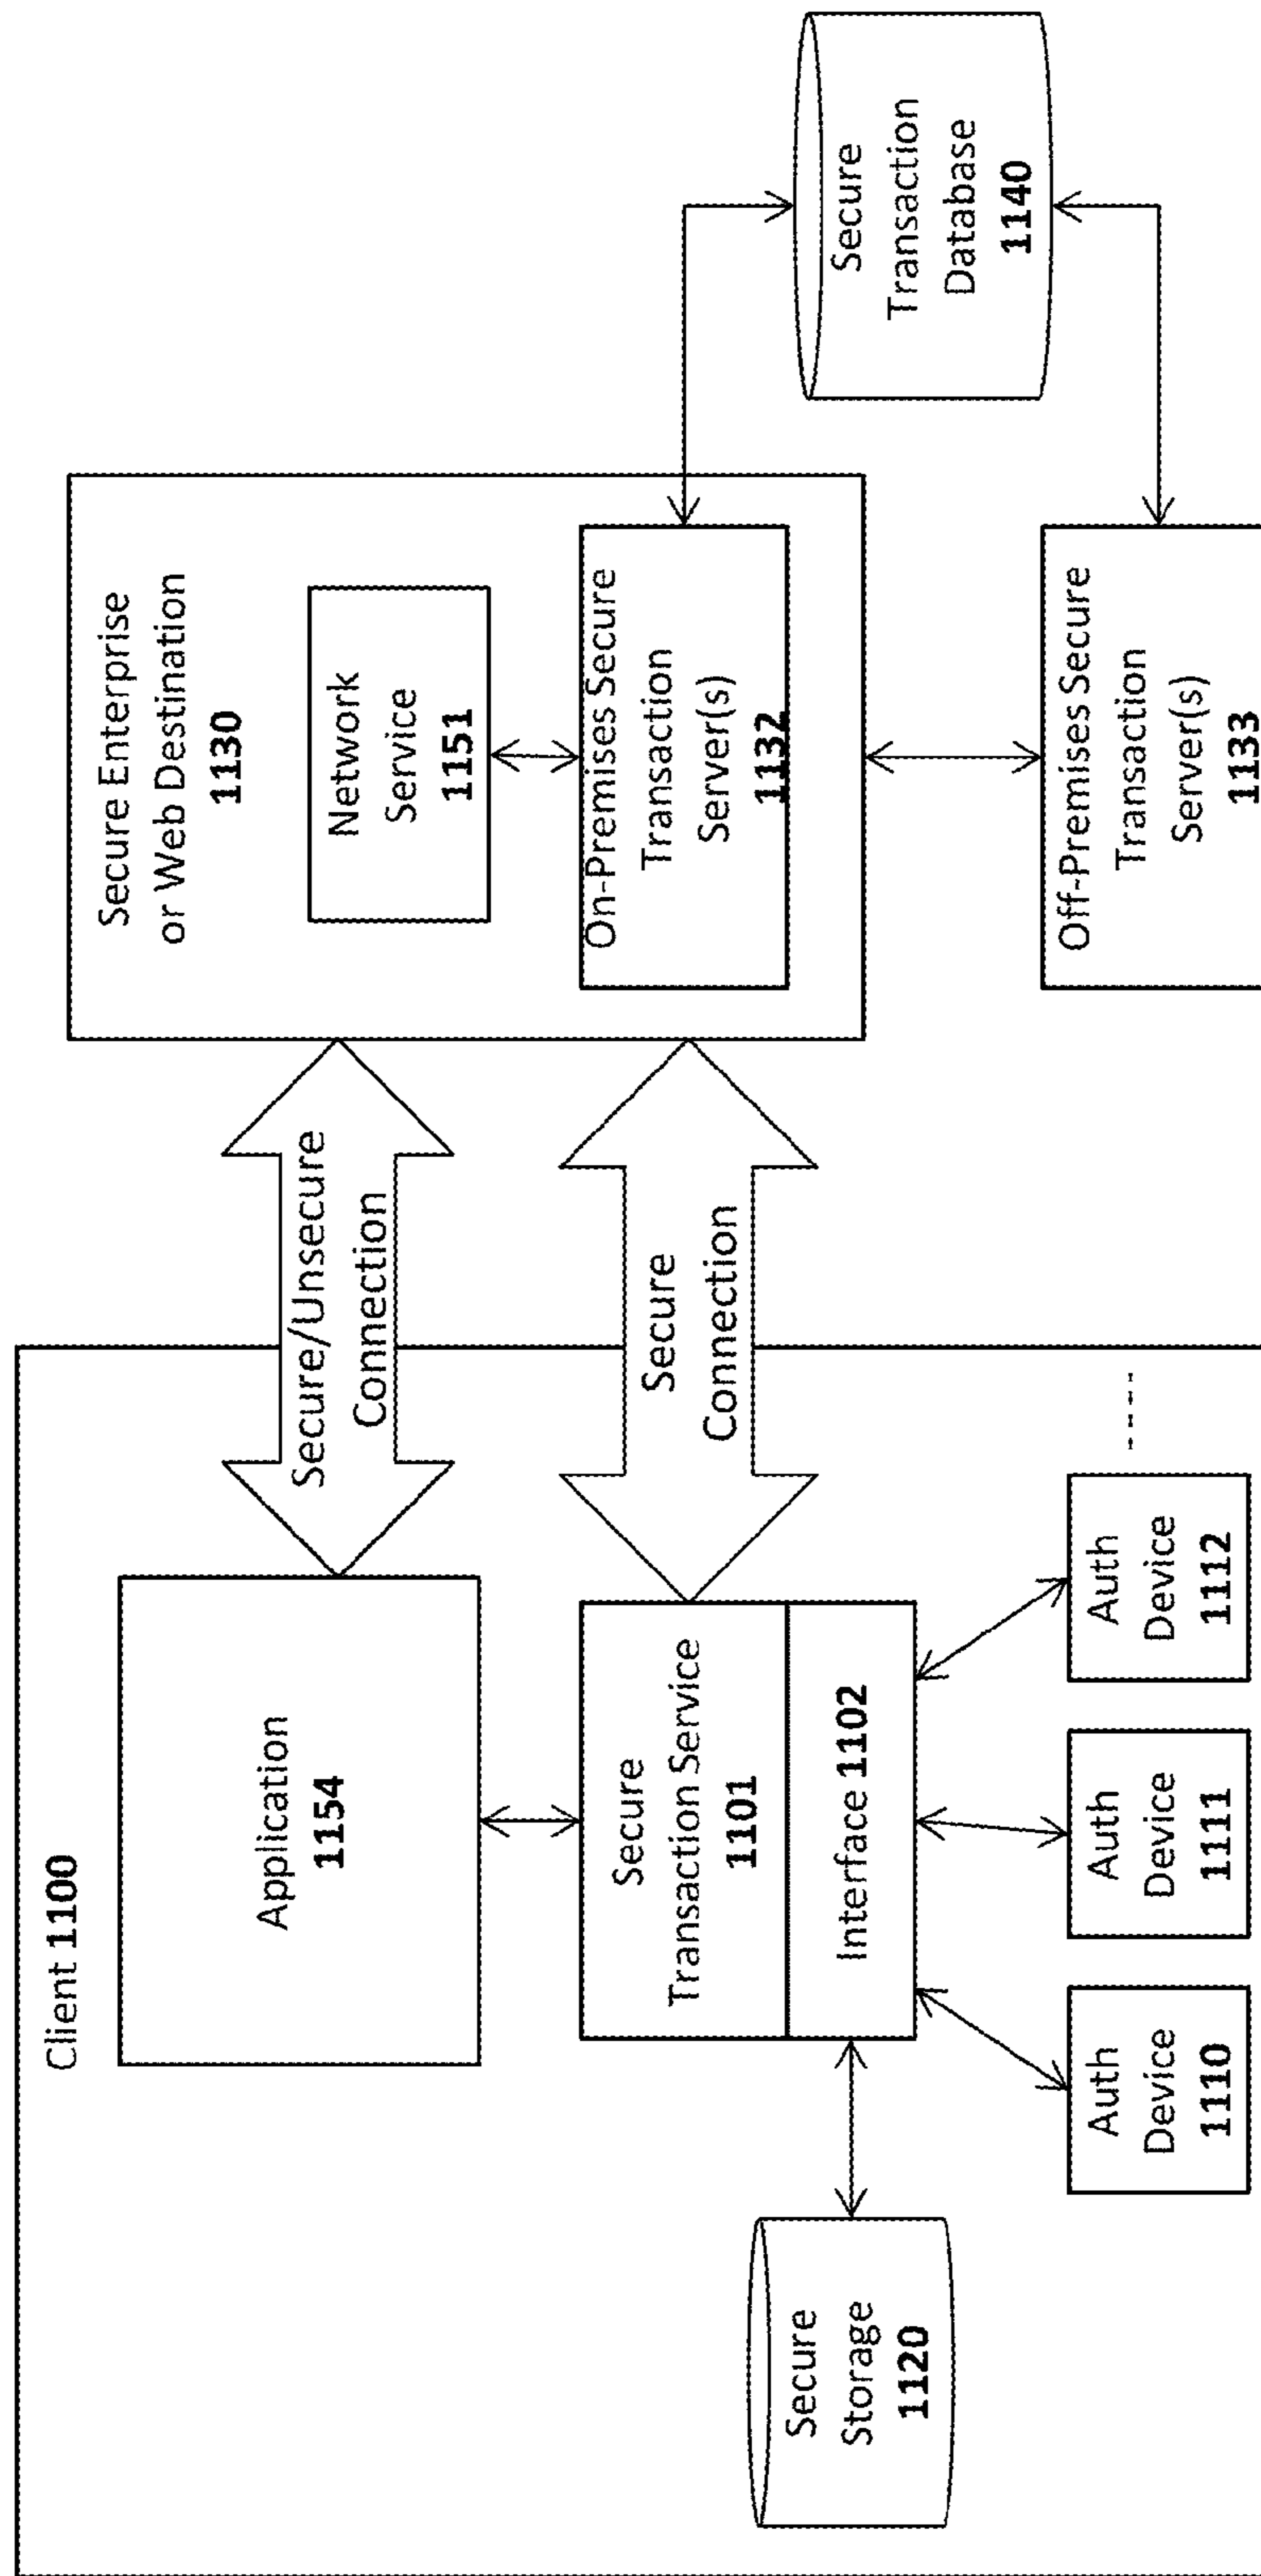 Client 1100
Application
1154
Secure
Transaction Service
1101
Interface 1102
Secure
Storage
1120
Auth
Device
1110
Auth
Device
1111
Auth
Device
1112
Secure/Unsecure
Connection
Secure
Connection
Secure Enterprise
or Web Destination
1130
Network
Service
1151
On-Premises Secure
Transaction
Server(s)
1132
Off-Premises Secure
Transaction
Server(s)
1133
Secure
Transaction
Database
1140